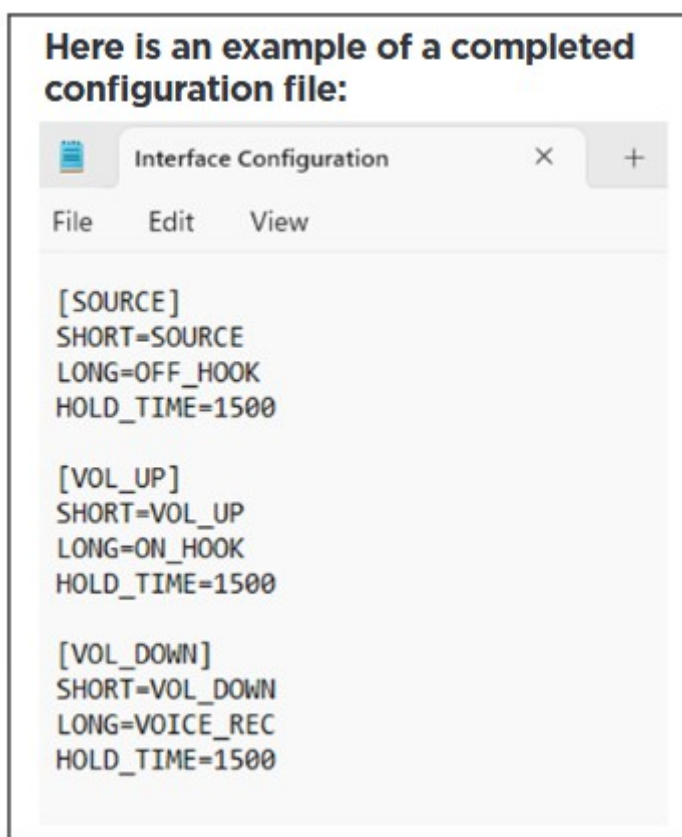 Here is an example of a completed
configuration file:
Interface Configuration
File Edit View
[SOURCE]
SHORT=SOURCE
LONG=OFF_HOOK
HOLD_TIME=1500
[VOL_UP]
SHORT=VOL_UP
LONG=ON_HOOK
HOLD_TIME=1500
[VOL_DOWN]
SHORT=VOL_DOWN
LONG=VOICE_REC
HOLD_TIME=1500